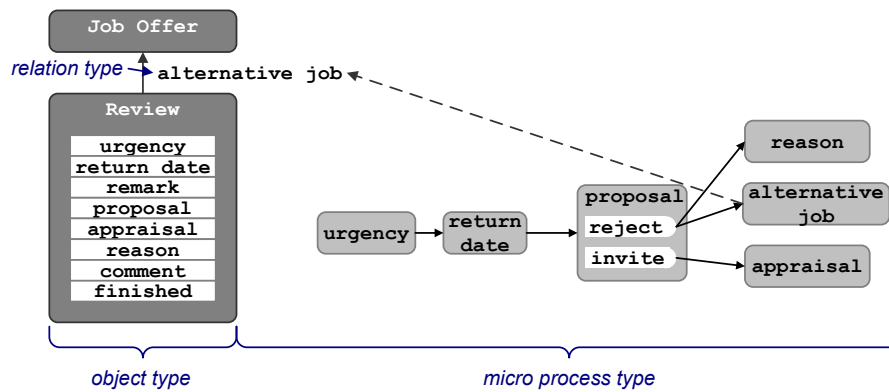 Job Offer
relation type
alternative job
Review
urgency
return date
remark
proposal
appraisal
reason
comment
finished
urgency
return
date
proposal
reject
invite
reason
alternative
job
appraisal
object type
micro process type